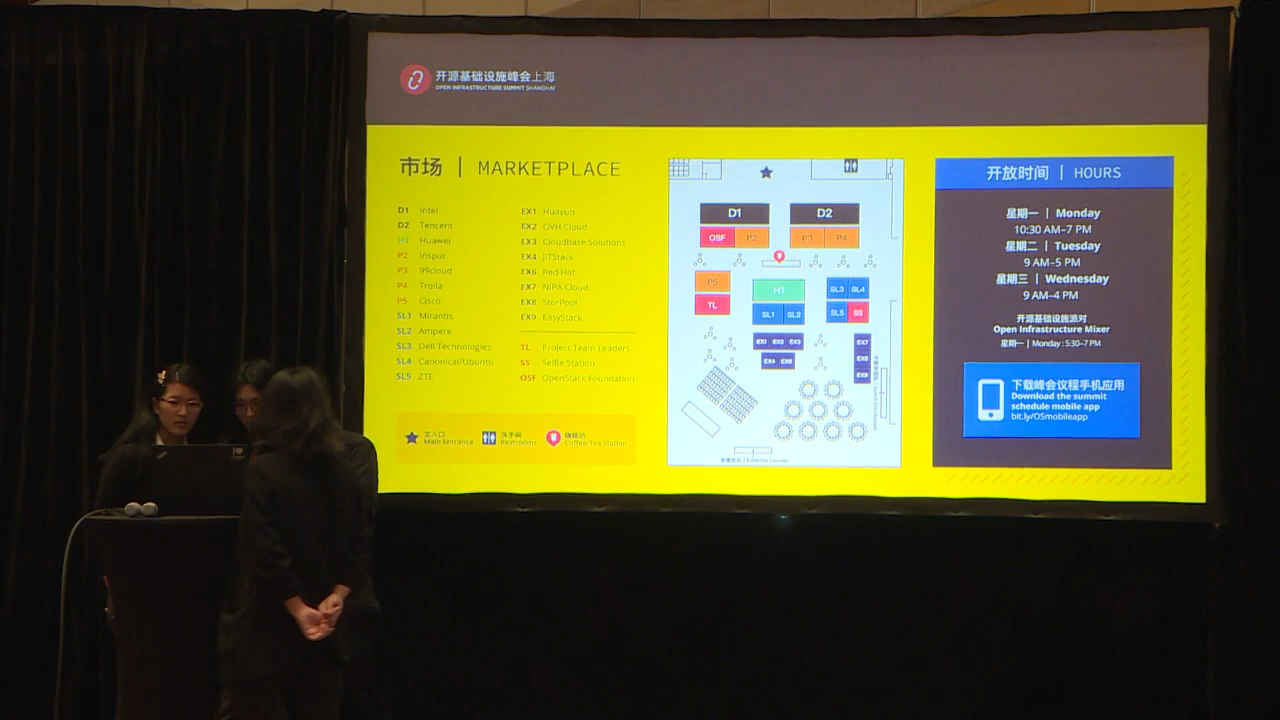 开源基础设施峰会上海
OPEN INFRASTRUCTURE SUMMIT SHANGHAI
市场 | MARKETPLACE
D1 Intel
D2 Tencent
H1 Huawei
P2 Inspur
P3 99cloud
P4 Troila
P5 Cisco
SL1 Mirantis
SL2 Ampere
SL3 Dell Technologies
SL4 Canonical/Ubuntu
SL5 ZTE
EX1 Huayun
EX2 OVH Cloud
EX3 Cloudbase Solutions
EX4 JITStack
EX6 Red Hat
EX7 NIPA Cloud
EX8 StorPool
EX9 EasyStack
TL Project Team Leaders
SS Selfie Station
OSF OpenStack Foundation
主入口
Main Entrance
洗手间
Restrooms
咖啡站
Coffee/Tea Station
D1 D2
OSF P2 P3 P4
P5
TL
H1
SL1 SL2
SL3 SL4
SL5 SS
EX1 EX2 EX3
EX4 EX6
EX7
EX8
EX9
开放时间 | HOURS
星期一 | Monday
10:30 AM–7 PM
星期二 | Tuesday
9 AM–5 PM
星期三 | Wednesday
9 AM–4 PM
开源基础设施派对
Open Infrastructure Mixer
星期一 | Monday: 5:30–7 PM
下载峰会议程手机应用
Download the summit
schedule mobile app
bit.ly/OSmobileapp